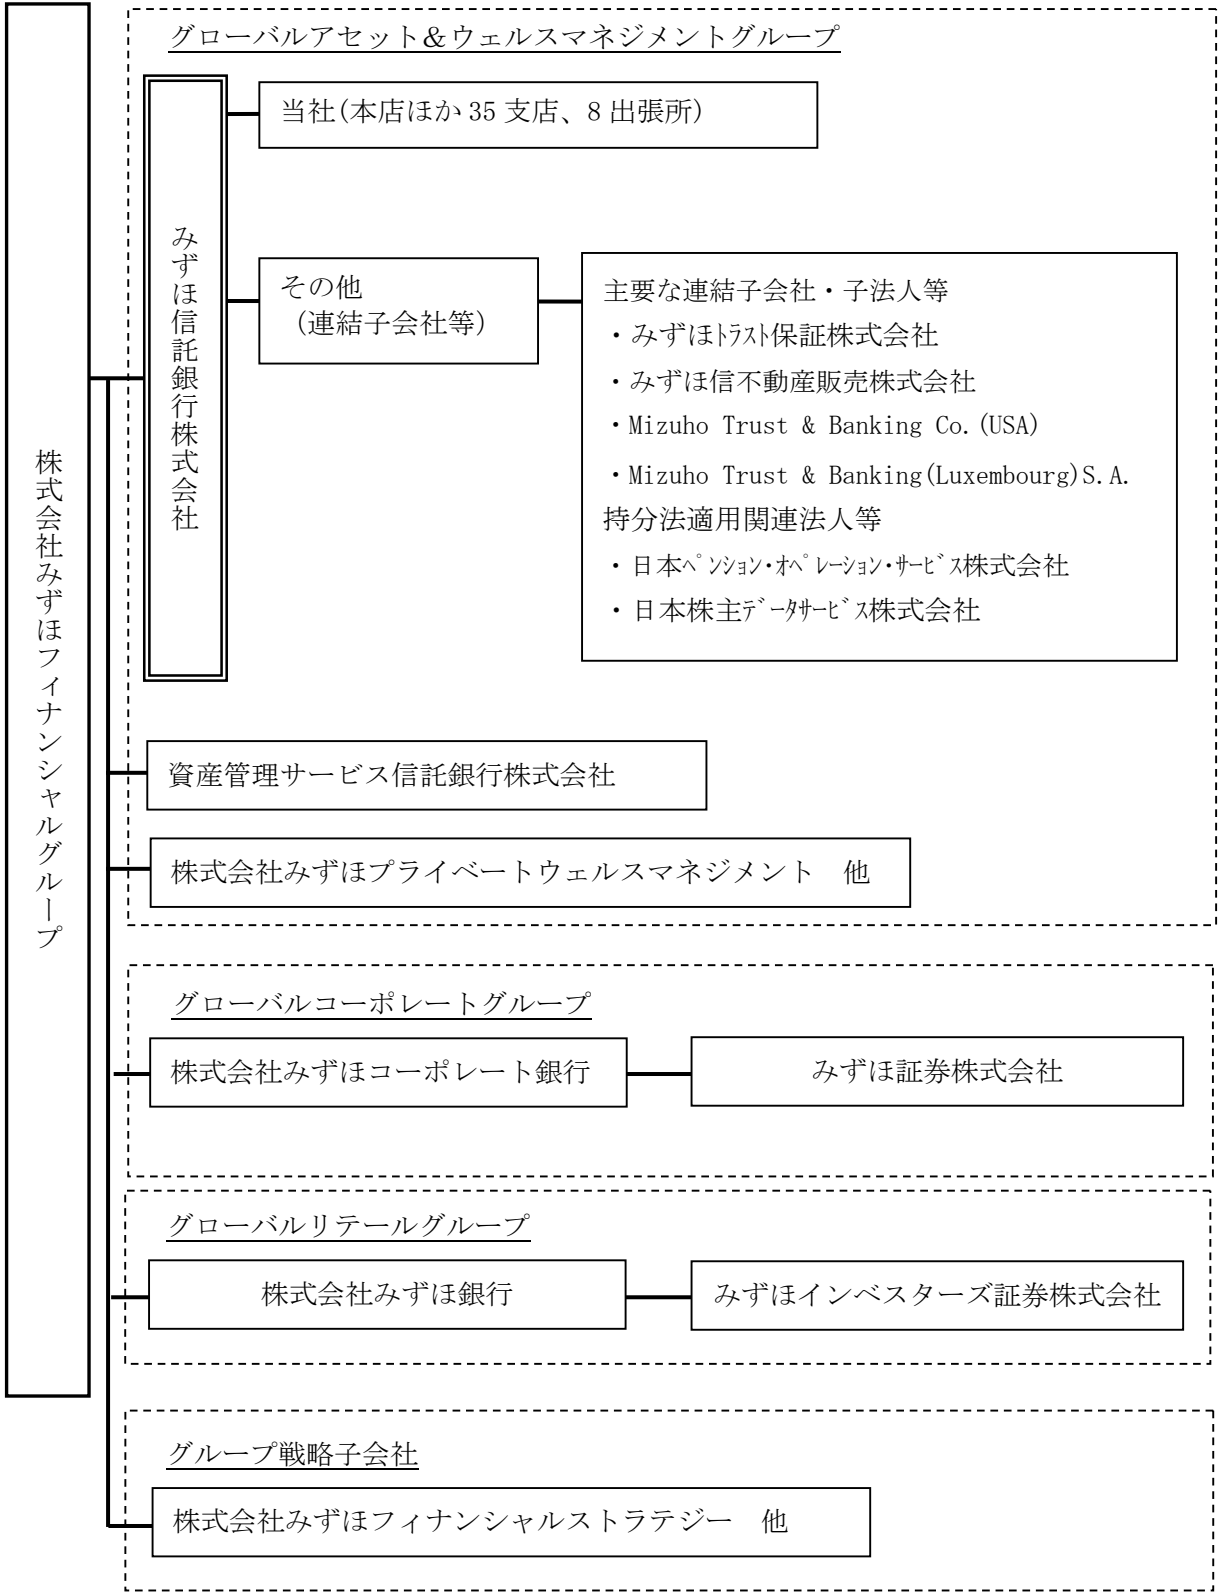 株式会社みずほフィナンシャルグループ
グローバルアセット＆ウェルスマネジメントグループ
みずほ信託銀行株式会社
当社(本店ほか 35 支店、8 出張所)
その他
（連結子会社等）
主要な連結子会社・子法人等
・みずほﾄﾗｽﾄ保証株式会社
・みずほ信不動産販売株式会社
・Mizuho Trust & Banking Co.(USA)
・Mizuho Trust & Banking(Luxembourg)S.A.
持分法適用関連法人等
・日本ﾍﾟﾝｼｮﾝ･ｵﾍﾟﾚｰｼｮﾝ･ｻｰﾋﾞｽ株式会社
・日本株主ﾃﾞｰﾀｻｰﾋﾞｽ株式会社
資産管理サービス信託銀行株式会社
株式会社みずほプライベートウェルスマネジメント　他
グローバルコーポレートグループ
株式会社みずほコーポレート銀行
みずほ証券株式会社
グローバルリテールグループ
株式会社みずほ銀行
みずほインベスターズ証券株式会社
グループ戦略子会社
株式会社みずほフィナンシャルストラテジー　他